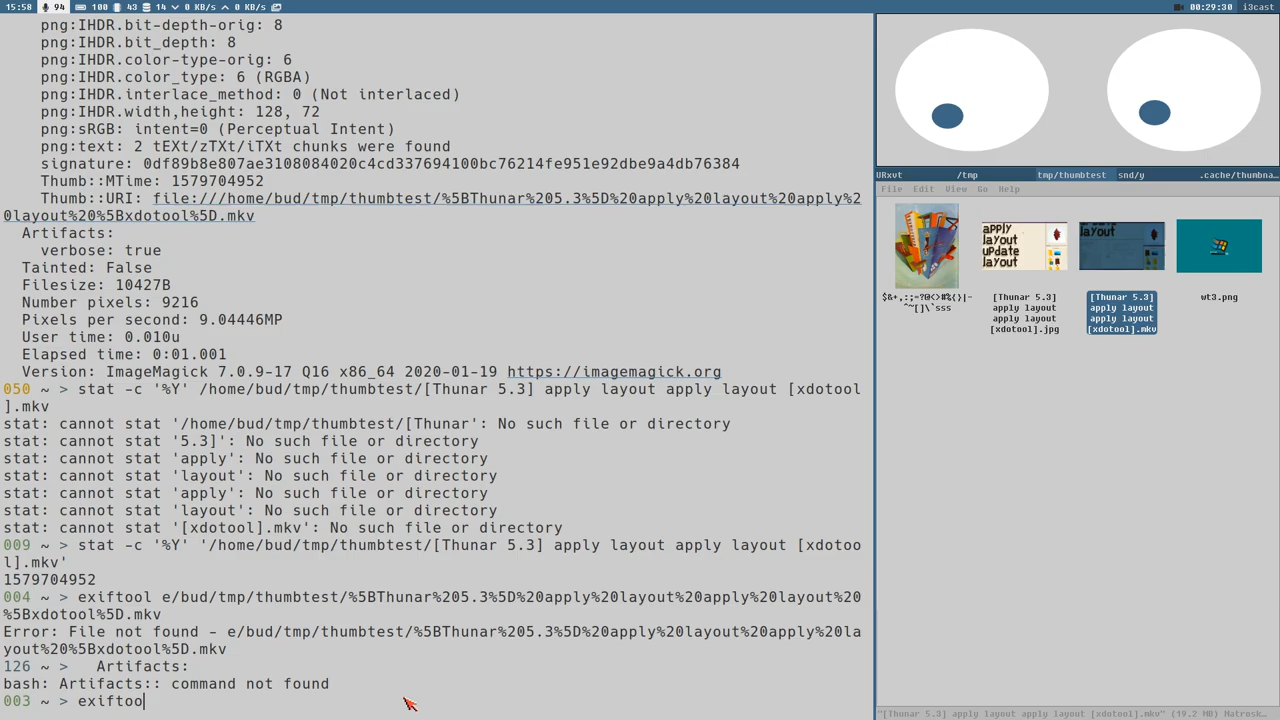 15:58 94 100 43 14 0 KB/s 0 KB/s
00:29:30 i3cast
png:IHDR.bit-depth-orig: 8
png:IHDR.bit_depth: 8
png:IHDR.color-type-orig: 6
png:IHDR.color_type: 6 (RGBA)
png:IHDR.interlace_method: 0 (Not interlaced)
png:IHDR.width,height: 128, 72
png:sRGB: intent=0 (Perceptual Intent)
png:text: 2 tEXt/zTXt/iTXt chunks were found
signature: 0df89b8e807ae3108084020c4cd337694100bc76214fe951e92dbe9a4db76384
Thumb::MTime: 1579704952
Thumb::URI: file:///home/bud/tmp/thumbtest/%5BThunar%205.3%5D%20apply%20layout%20apply%2
0layout%20%5Bxdotool%5D.mkv
Artifacts:
verbose: true
Tainted: False
Filesize: 10427B
Number pixels: 9216
Pixels per second: 9.04446MP
User time: 0.010u
Elapsed time: 0:01.001
Version: ImageMagick 7.0.9-17 Q16 x86_64 2020-01-19 https://imagemagick.org
050 ~ > stat -c '%Y' /home/bud/tmp/thumbtest/[Thunar 5.3] apply layout apply layout [xdotool
].mkv
stat: cannot stat '/home/bud/tmp/thumbtest/[Thunar': No such file or directory
stat: cannot stat '5.3]': No such file or directory
stat: cannot stat 'apply': No such file or directory
stat: cannot stat 'layout': No such file or directory
stat: cannot stat 'apply': No such file or directory
stat: cannot stat 'layout': No such file or directory
stat: cannot stat '[xdotool].mkv': No such file or directory
009 ~ > stat -c '%Y' '/home/bud/tmp/thumbtest/[Thunar 5.3] apply layout apply layout [xdotoo
l].mkv'
1579704952
004 ~ > exiftool e/bud/tmp/thumbtest/%5BThunar%205.3%5D%20apply%20layout%20apply%20layout%20
%5Bxdotool%5D.mkv
Error: File not found - e/bud/tmp/thumbtest/%5BThunar%205.3%5D%20apply%20layout%20apply%20la
yout%20%5Bxdotool%5D.mkv
126 ~ >   Artifacts:
bash: Artifacts:: command not found
003 ~ > exiftoo
URxvt /tmp tmp/thumbtest snd/y .cache/thumbna…
File Edit View Go Help
apply
layout
update
layout
layout
$&+,:;=?@<>#%{}|-
^~[]\`sss
[Thunar 5.3]
apply layout
apply layout
[xdotool].jpg
[Thunar 5.3]
apply layout
apply layout
[xdotool].mkv
wt3.png
"[Thunar 5.3] apply layout apply layout [xdotool].mkv" (19.2 MB) Matrosk…